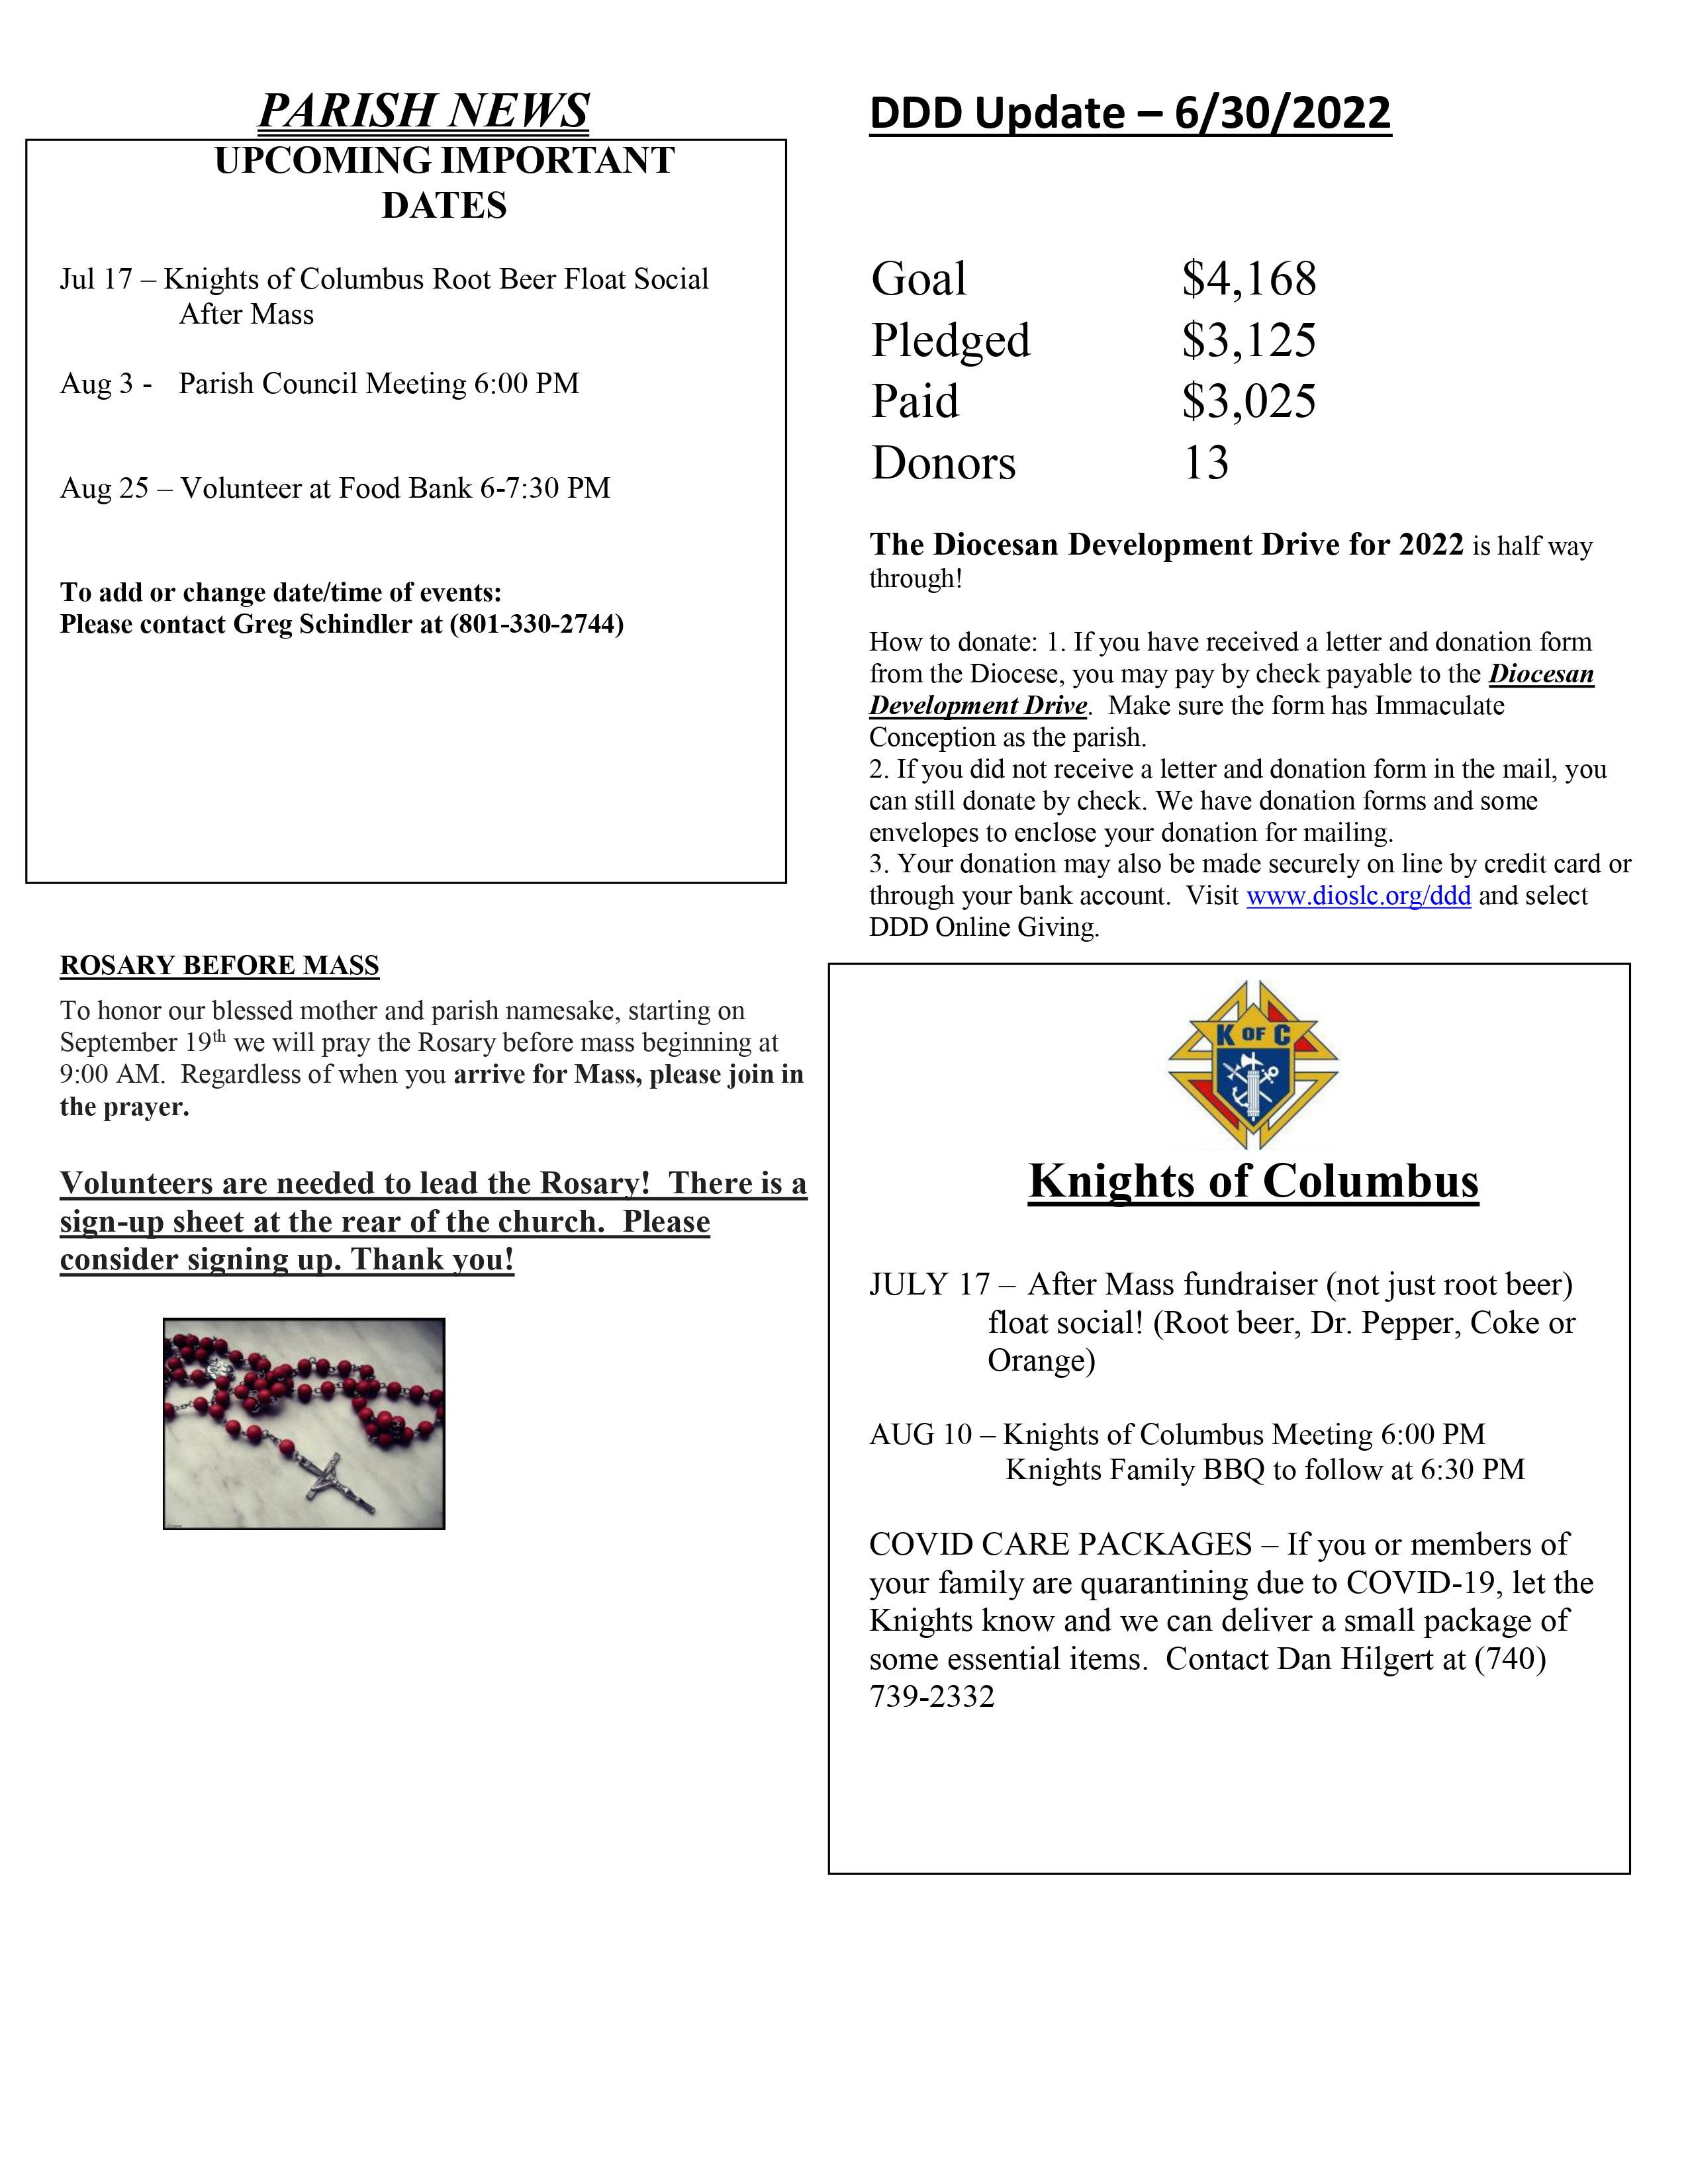 PARISH NEWS
UPCOMING IMPORTANT
DATES
Jul 17 – Knights of Columbus Root Beer Float Social
After Mass
Aug 3 - Parish Council Meeting 6:00 PM
Aug 25 – Volunteer at Food Bank 6-7:30 PM
To add or change date/time of events:
Please contact Greg Schindler at (801-330-2744)
ROSARY BEFORE MASS
To honor our blessed mother and parish namesake, starting on
September 19th we will pray the Rosary before mass beginning at
9:00 AM. Regardless of when you arrive for Mass, please join in
the prayer.
Volunteers are needed to lead the Rosary! There is a
sign-up sheet at the rear of the church. Please
consider signing up. Thank you!
DDD Update – 6/30/2022
Goal $4,168
Pledged $3,125
Paid $3,025
Donors 13
The Diocesan Development Drive for 2022 is half way
through!
How to donate: 1. If you have received a letter and donation form
from the Diocese, you may pay by check payable to the Diocesan
Development Drive. Make sure the form has Immaculate
Conception as the parish.
2. If you did not receive a letter and donation form in the mail, you
can still donate by check. We have donation forms and some
envelopes to enclose your donation for mailing.
3. Your donation may also be made securely on line by credit card or
through your bank account. Visit www.dioslc.org/ddd and select
DDD Online Giving.
K OF C
Knights of Columbus
JULY 17 – After Mass fundraiser (not just root beer)
float social! (Root beer, Dr. Pepper, Coke or
Orange)
AUG 10 – Knights of Columbus Meeting 6:00 PM
Knights Family BBQ to follow at 6:30 PM
COVID CARE PACKAGES – If you or members of
your family are quarantining due to COVID-19, let the
Knights know and we can deliver a small package of
some essential items. Contact Dan Hilgert at (740)
739-2332